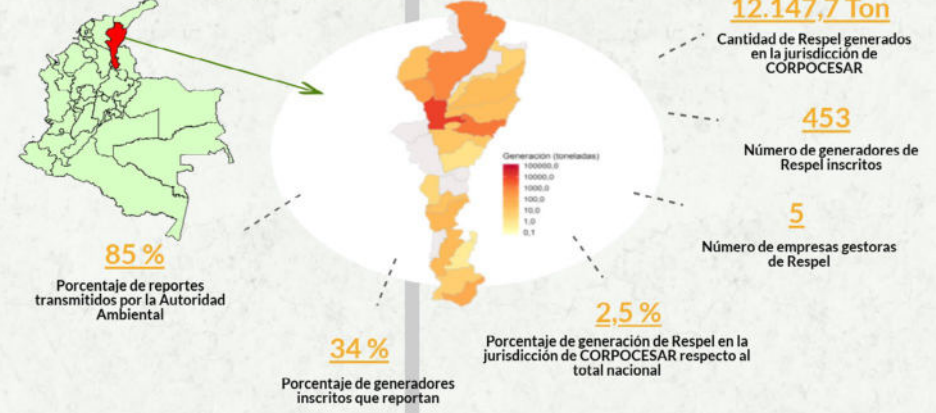 12.147,7 Ton
Cantidad de Respel generados
en la jurisdicción de
CORPOCESAR
453
Número de generadores de
Respel inscritos
Generación (toneladas)
100000,0
10000,0
1000,0
100,0
10,0
1,0
0,1
5
Número de empresas gestoras
de Respel
85 %
Porcentaje de reportes
transmitidos por la Autoridad
Ambiental
2,5 %
Porcentaje de generación de Respel en la
jurisdicción de CORPOCESAR respecto al
total nacional
34 %
Porcentaje de generadores
inscritos que reportan